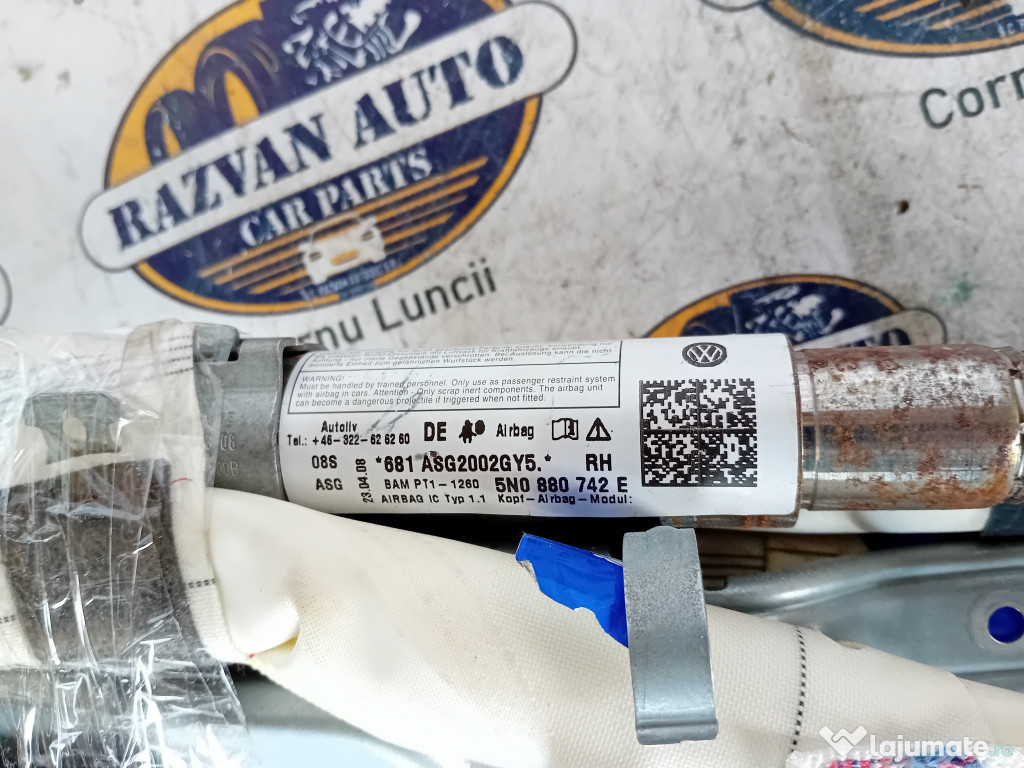 RAZVAN AUTO
CAR PARTS
Corn
nu Luncii
WARNING!
Must be handled by trained personnel. Only use as passenger restraint system
with airbag in cars. Attention - Only scrap inert components. The airbag unit
can become a dangerous projectile if triggered when not fitted.
Autoliv
Tel.: +46-322-62 62 60
DE
Airbag
08S
*681 ASG2002GY5.*
RH
ASG
23.04.08
BAM PT1-1260
5N0 880 742 E
AIRBAG IC Typ 1.1
Kopf-Airbag-Modul:
lajumate.ro